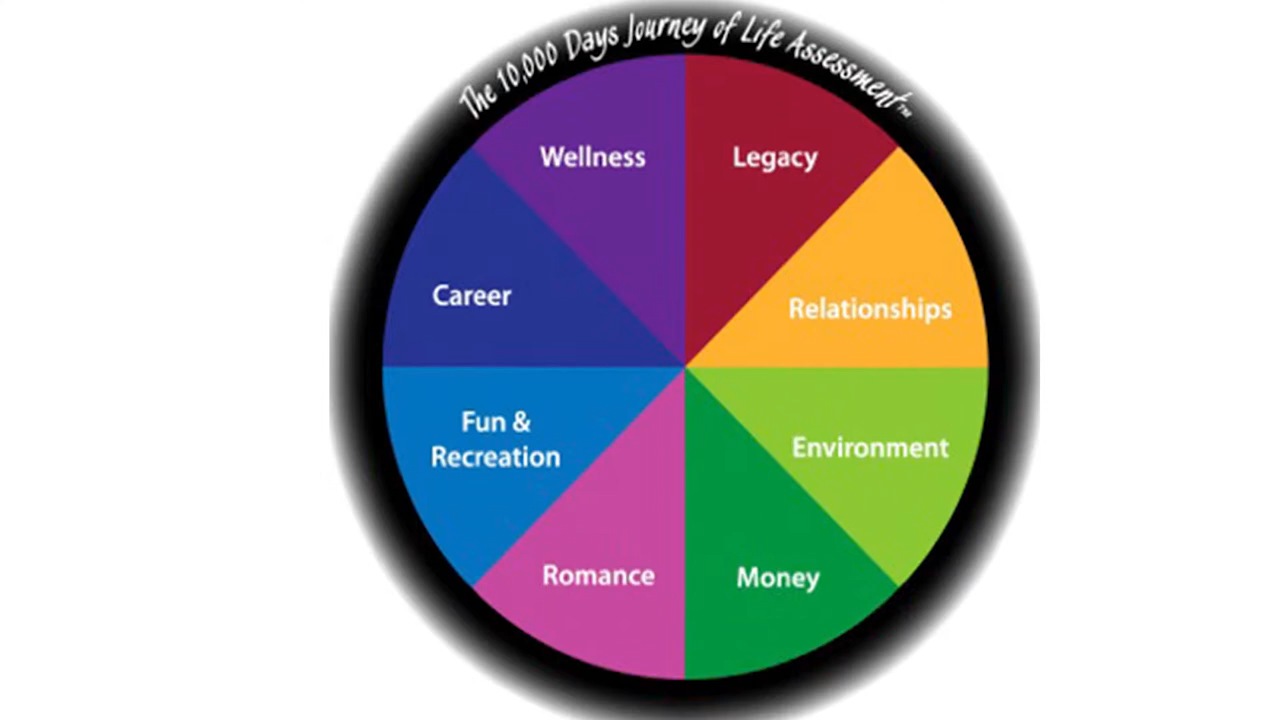 The 10,000 Days Journey of Life Assessment™
Wellness
Legacy
Career
Relationships
Fun &
Recreation
Environment
Romance
Money